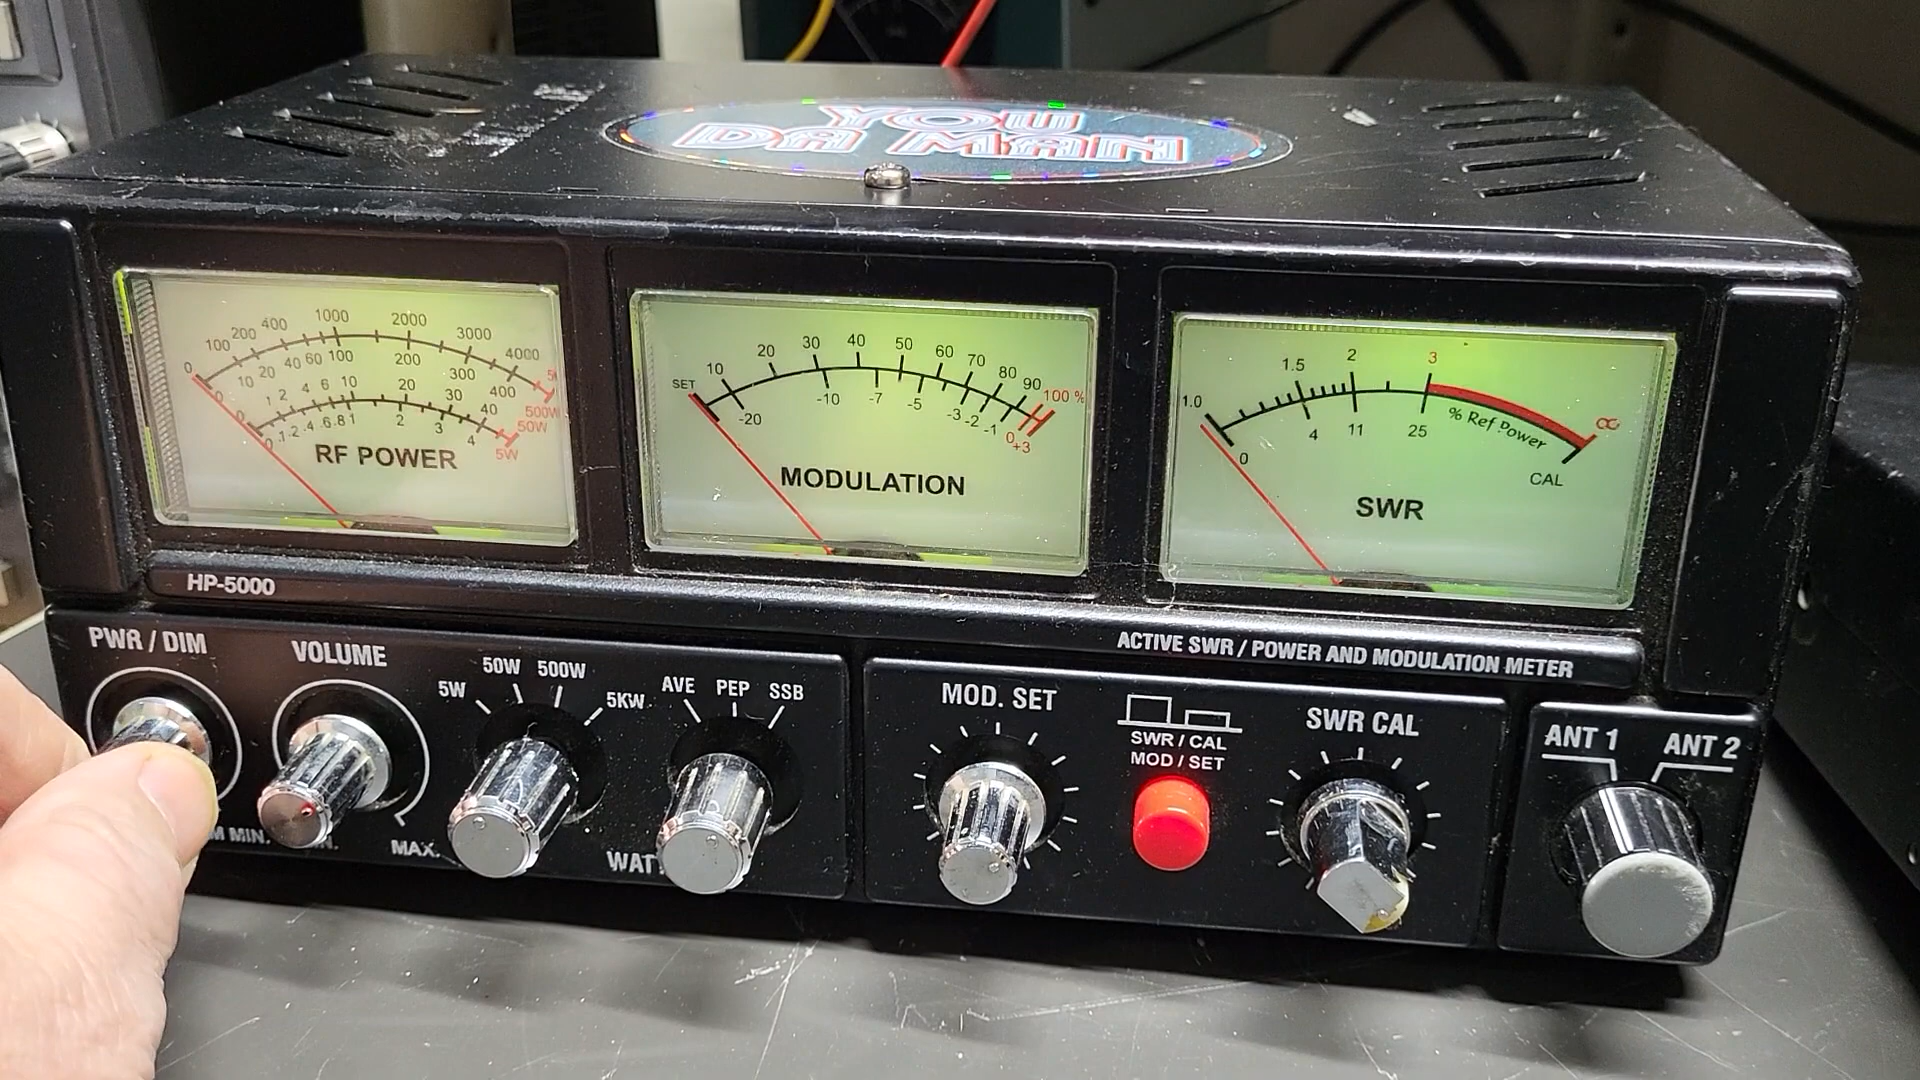 YOU
DA MAN
0 100 200 400 1000 2000 3000 4000
0 10 20 40 60 100 200 300 400 500W
0 1 2 4 6 10 20 30 40 50W
0 .1 .2 .4 .6 .8 1 2 3 4 5W
RF POWER
SET 10 20 30 40 50 60 70 80 90 100 %
-20 -10 -7 -5 -3 -2 -1 0 +3
MODULATION
1.0 1.5 2 3 ∞
0 4 11 25 % Ref Power
CAL
SWR
HP-5000
ACTIVE SWR / POWER AND MODULATION METER
PWR / DIM
VOLUME
5W 50W 500W 5KW
AVE PEP SSB
MOD. SET
SWR / CAL
MOD / SET
SWR CAL
ANT 1 ANT 2
MIN.
MAX.